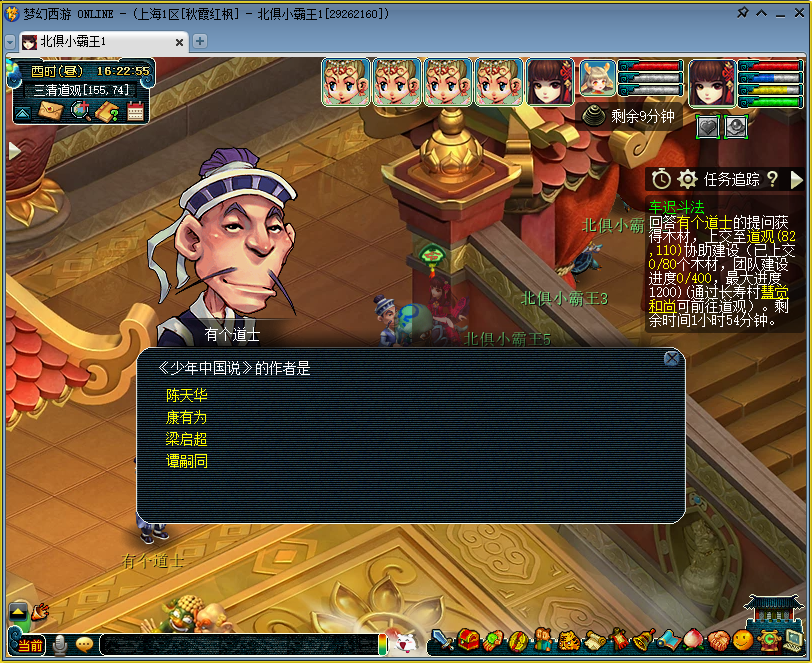 梦幻西游 ONLINE - (上海1区[秋霞红枫] - 北俱小霸王1[29262160])
北俱小霸王1
酉时(昼) 16:22:55
三清道观[155,74]
剩余9分钟
任务追踪 ?
车迟斗法
回答有个道士的提问获
得木材，上交至道观(82
,110)协助建设（已上交
0/80个木材，团队建设
进度0/400，最大进度
1200)(通过长寿村慧觉
和尚可前往道观）。剩
余时间1小时54分钟。
北俱小霸
北俱小霸王3
北俱小霸王5
有个道士
《少年中国说》的作者是
陈天华
康有为
梁启超
谭嗣同
有个道士
当前